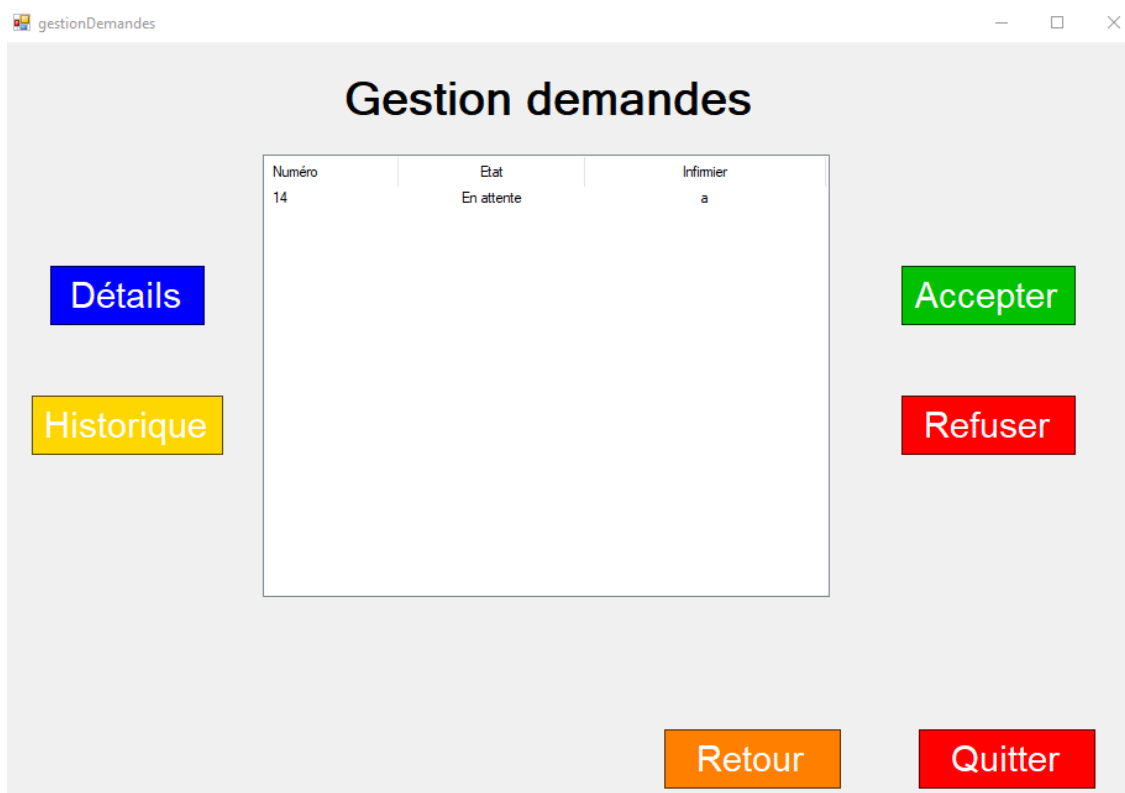 gestionDemandes
Gestion demandes
Numéro Etat Infirmier
14 En attente a
Détails
Accepter
Historique
Refuser
Retour
Quitter